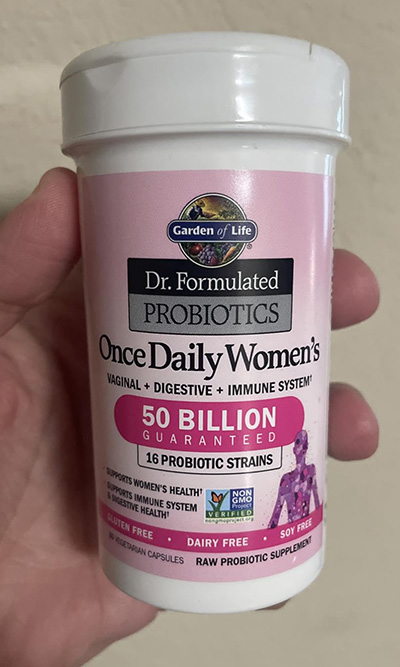 Garden of Life
Dr. Formulated
PROBIOTICS
Once Daily Women's
VAGINAL + DIGESTIVE + IMMUNE SYSTEM†
50 BILLION
GUARANTEED
16 PROBIOTIC STRAINS
SUPPORTS WOMEN'S HEALTH†
SUPPORTS IMMUNE SYSTEM
& DIGESTIVE HEALTH†
NON
GMO
Project
VERIFIED
nongmoproject.org
GLUTEN FREE • DAIRY FREE • SOY FREE
VEGETARIAN CAPSULES RAW PROBIOTIC SUPPLEMENT